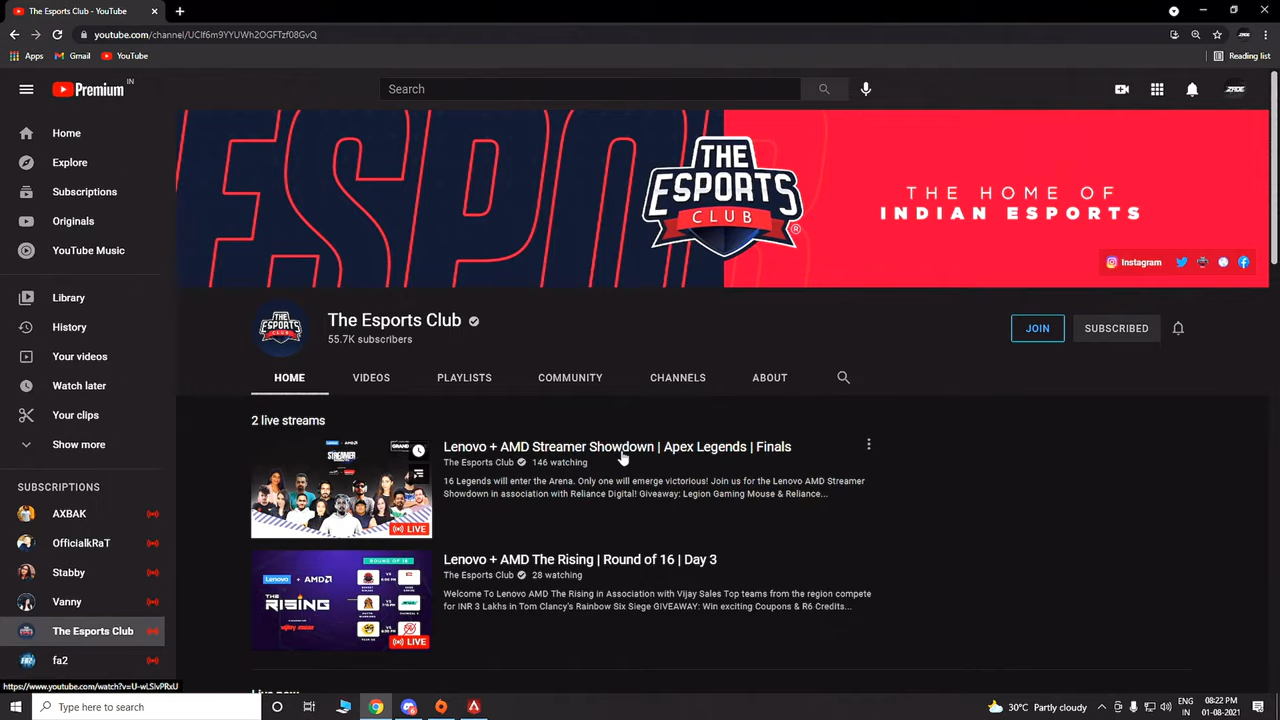 The Esports Club - YouTube
youtube.com/channel/UCIf6m9YYUWh2OGFTzf08GvQ
Apps Gmail YouTube Reading list
Premium IN
Search
Home
Explore
Subscriptions
Originals
YouTube Music
Library
History
Your videos
Watch later
Your clips
Show more
SUBSCRIPTIONS
AXBAK
OfficialkRaT
Stabby
Vanny
The Esports Club
fa2
ESPO
THE
ESPORTS
CLUB
THE HOME OF
INDIAN ESPORTS
Instagram
The Esports Club
55.7K subscribers
JOIN SUBSCRIBED
HOME VIDEOS PLAYLISTS COMMUNITY CHANNELS ABOUT
2 live streams
Lenovo + AMD Streamer Showdown | Apex Legends | Finals
The Esports Club 146 watching
16 Legends will enter the Arena. Only one will emerge victorious! Join us for the Lenovo AMD Streamer
Showdown in association with Reliance Digital! Giveaway: Legion Gaming Mouse & Reliance...
LIVE
Lenovo + AMD The Rising | Round of 16 | Day 3
The Esports Club 28 watching
Welcome To Lenovo AMD The Rising in Association with Vijay Sales Top teams from the region compete
for INR 3 Lakhs in Tom Clancy's Rainbow Six Siege GIVEAWAY: Win exciting Coupons & R6 Credits...
ROUND OF 16
Lenovo + AMD
THE
RISING
LIVE
Live now
https://www.youtube.com/watch?v=U-wLSlvPRxU
Type here to search
30°C Partly cloudy
ENG
IN
08:22 PM
01-08-2021